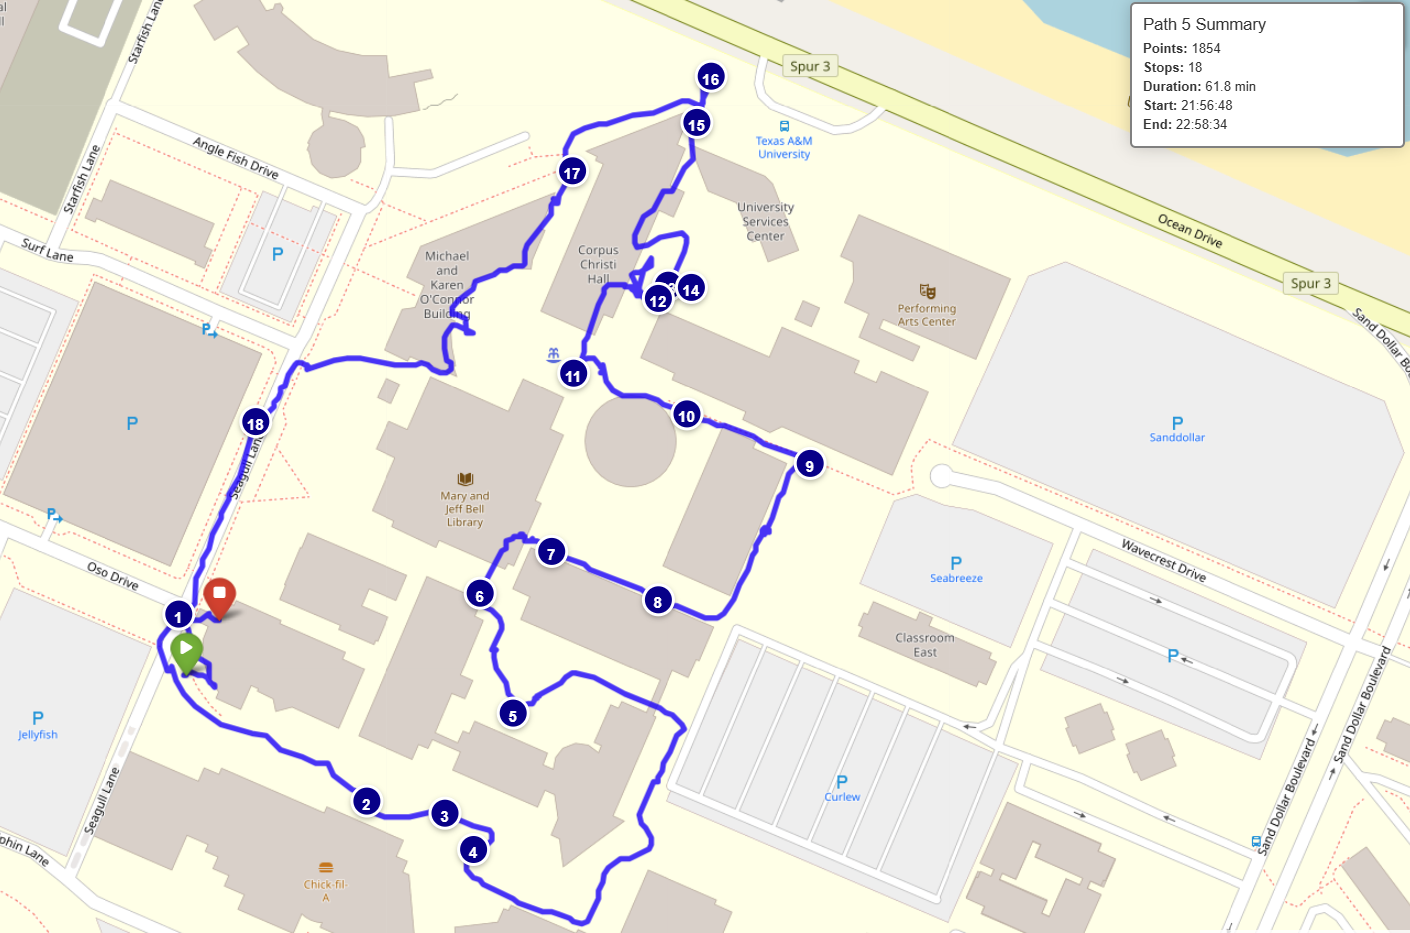 Path 5 Summary
Points: 1854
Stops: 18
Duration: 61.8 min
Start: 21:56:48
End: 22:58:34
Starfish Lane
Spur 3
16
15
Texas A&M
University
Angle Fish Drive
Starfish Lane
17
University
Services
Center
Ocean Drive
Surf Lane
P
Michael
and
Karen
O'Connor
Building
Corpus
Christi
Hall
12
14
Spur 3
Performing
Arts Center
Sand Dollar
P
11
10
P
18
P
Sanddollar
9
Seagull Lane
Mary and
Jeff Bell
Library
P
7
Oso Drive
6
8
P
Seabreeze
Wavecrest Drive
1
Classroom
East
P
5
P
Jellyfish
Sand Dollar Boulevard
Sand Dollar Boulevard
P
Curlew
2
3
4
Seagull Lane
phin Lane
Chick-fil-
A